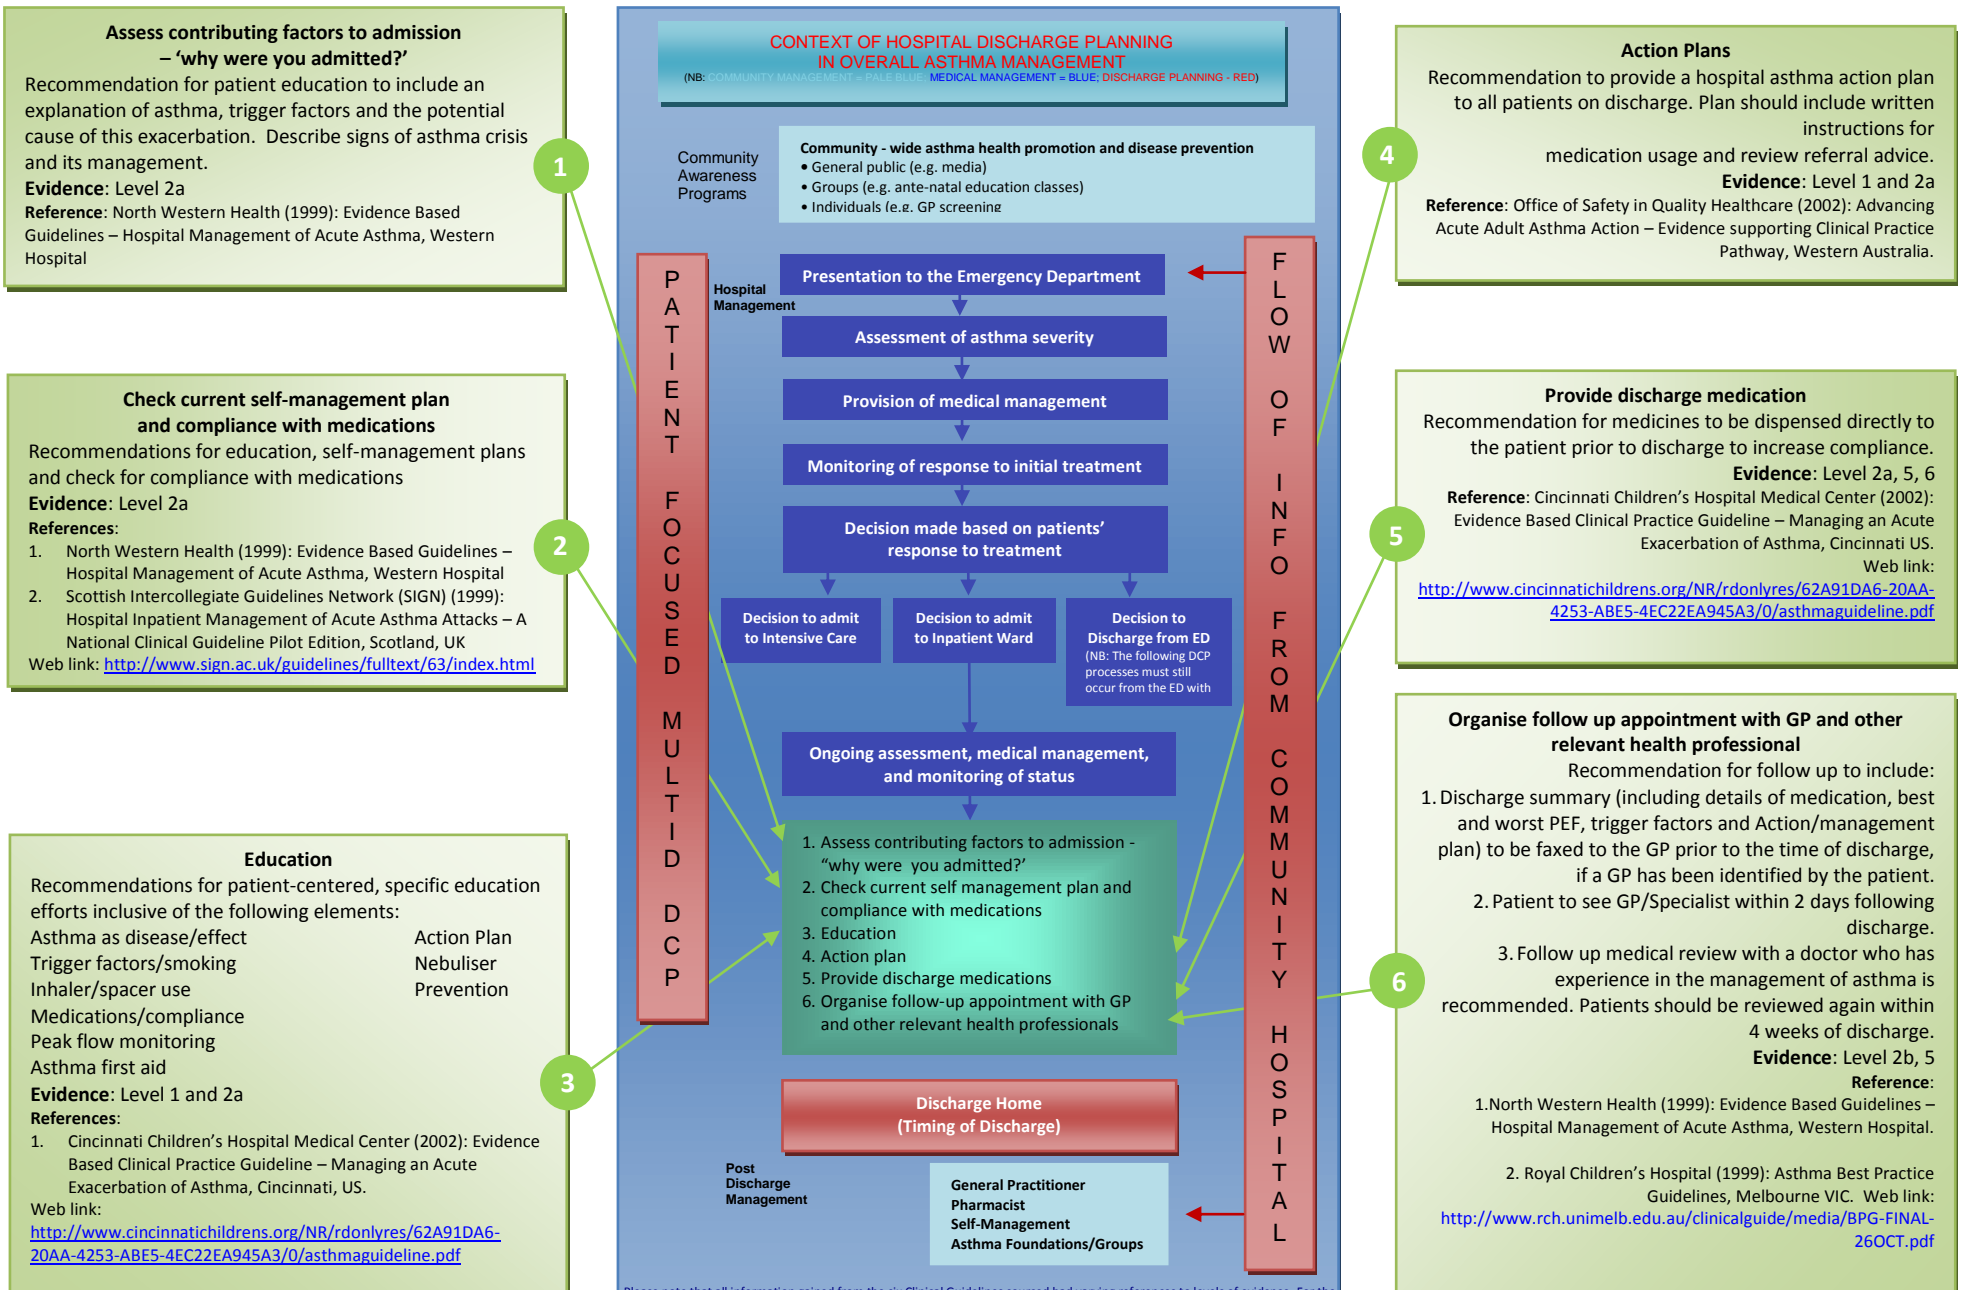 Assess contributing factors to admission
– ‘why were you admitted?’
Recommendation for patient education to include an
explanation of asthma, trigger factors and the potential
cause of this exacerbation. Describe signs of asthma crisis
and its management.
Evidence: Level 2a
Reference: North Western Health (1999): Evidence Based
Guidelines – Hospital Management of Acute Asthma, Western
Hospital
1
Check current self-management plan
and compliance with medications
Recommendations for education, self-management plans
and check for compliance with medications
Evidence: Level 2a
References:
1. North Western Health (1999): Evidence Based Guidelines –
Hospital Management of Acute Asthma, Western Hospital
2. Scottish Intercollegiate Guidelines Network (SIGN) (1999):
Hospital Inpatient Management of Acute Asthma Attacks – A
National Clinical Guideline Pilot Edition, Scotland, UK
Web link: http://www.sign.ac.uk/guidelines/fulltext/63/index.html
2
Education
Recommendations for patient-centered, specific education
efforts inclusive of the following elements:
Asthma as disease/effect Action Plan
Trigger factors/smoking Nebuliser
Inhaler/spacer use Prevention
Medications/compliance
Peak flow monitoring
Asthma first aid
Evidence: Level 1 and 2a
References:
1. Cincinnati Children’s Hospital Medical Center (2002): Evidence
Based Clinical Practice Guideline – Managing an Acute
Exacerbation of Asthma, Cincinnati, US.
Web link:
http://www.cincinnatichildrens.org/NR/rdonlyres/62A91DA6-
20AA-4253-ABE5-4EC22EA945A3/0/asthmaguideline.pdf
3
CONTEXT OF HOSPITAL DISCHARGE PLANNING
IN OVERALL ASTHMA MANAGEMENT
(NB: COMMUNITY MANAGEMENT = PALE BLUE; MEDICAL MANAGEMENT = BLUE; DISCHARGE PLANNING - RED)
Community
Awareness
Programs
Community - wide asthma health promotion and disease prevention
• General public (e.g. media)
• Groups (e.g. ante-natal education classes)
• Individuals (e.g. GP screening
PATIENT FOCUSED MULTID DCP
Hospital
Management
Presentation to the Emergency Department
Assessment of asthma severity
Provision of medical management
Monitoring of response to initial treatment
Decision made based on patients’
response to treatment
Decision to admit
to Intensive Care
Decision to admit
to Inpatient Ward
Decision to
Discharge from ED
(NB: The following DCP
processes must still
occur from the ED with
Ongoing assessment, medical management,
and monitoring of status
1. Assess contributing factors to admission -
“why were you admitted?’
2. Check current self management plan and
compliance with medications
3. Education
4. Action plan
5. Provide discharge medications
6. Organise follow-up appointment with GP
and other relevant health professionals
Discharge Home
(Timing of Discharge)
Post
Discharge
Management
General Practitioner
Pharmacist
Self-Management
Asthma Foundations/Groups
FLOW OF INFO FROM COMMUNITY HOSPITAL
Action Plans
Recommendation to provide a hospital asthma action plan
to all patients on discharge. Plan should include written
instructions for
medication usage and review referral advice.
Evidence: Level 1 and 2a
Reference: Office of Safety in Quality Healthcare (2002): Advancing
Acute Adult Asthma Action – Evidence supporting Clinical Practice
Pathway, Western Australia.
4
Provide discharge medication
Recommendation for medicines to be dispensed directly to
the patient prior to discharge to increase compliance.
Evidence: Level 2a, 5, 6
Reference: Cincinnati Children’s Hospital Medical Center (2002):
Evidence Based Clinical Practice Guideline – Managing an Acute
Exacerbation of Asthma, Cincinnati US.
Web link:
http://www.cincinnatichildrens.org/NR/rdonlyres/62A91DA6-20AA-
4253-ABE5-4EC22EA945A3/0/asthmaguideline.pdf
5
Organise follow up appointment with GP and other
relevant health professional
Recommendation for follow up to include:
1. Discharge summary (including details of medication, best
and worst PEF, trigger factors and Action/management
plan) to be faxed to the GP prior to the time of discharge,
if a GP has been identified by the patient.
2. Patient to see GP/Specialist within 2 days following
discharge.
3. Follow up medical review with a doctor who has
experience in the management of asthma is
recommended. Patients should be reviewed again within
4 weeks of discharge.
Evidence: Level 2b, 5
Reference:
1.North Western Health (1999): Evidence Based Guidelines –
Hospital Management of Acute Asthma, Western Hospital.
2. Royal Children’s Hospital (1999): Asthma Best Practice
Guidelines, Melbourne VIC. Web link:
http://www.rch.unimelb.edu.au/clinicalguide/media/BPG-FINAL-
26OCT.pdf
6